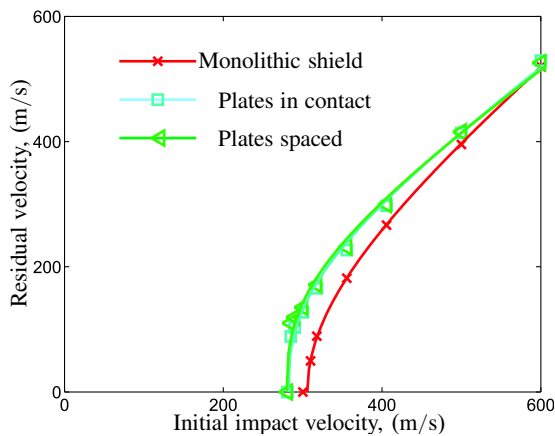 600
Monolithic shield
Plates in contact
Plates spaced
400
200
0
Residual velocity, (m/s)
0
200
400
600
Initial impact velocity, (m/s)